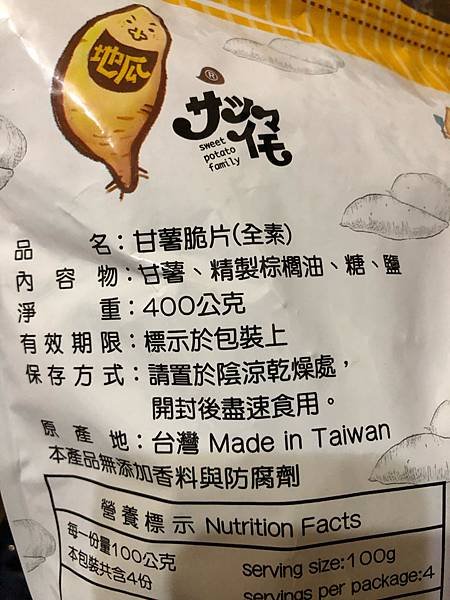 地瓜
®
サツマイモ
sweet
potato
family
品名：甘薯脆片(全素)
內容物：甘薯、精製棕櫚油、糖、鹽
淨重：400公克
有效期限：標示於包裝上
保存方式：請置於陰涼乾燥處，
開封後盡速食用。
原產地：台灣 Made in Taiwan
本產品無添加香料與防腐劑
營養標示 Nutrition Facts
每一份量100公克 serving size:100g
本包裝共含4份 servings per package:4